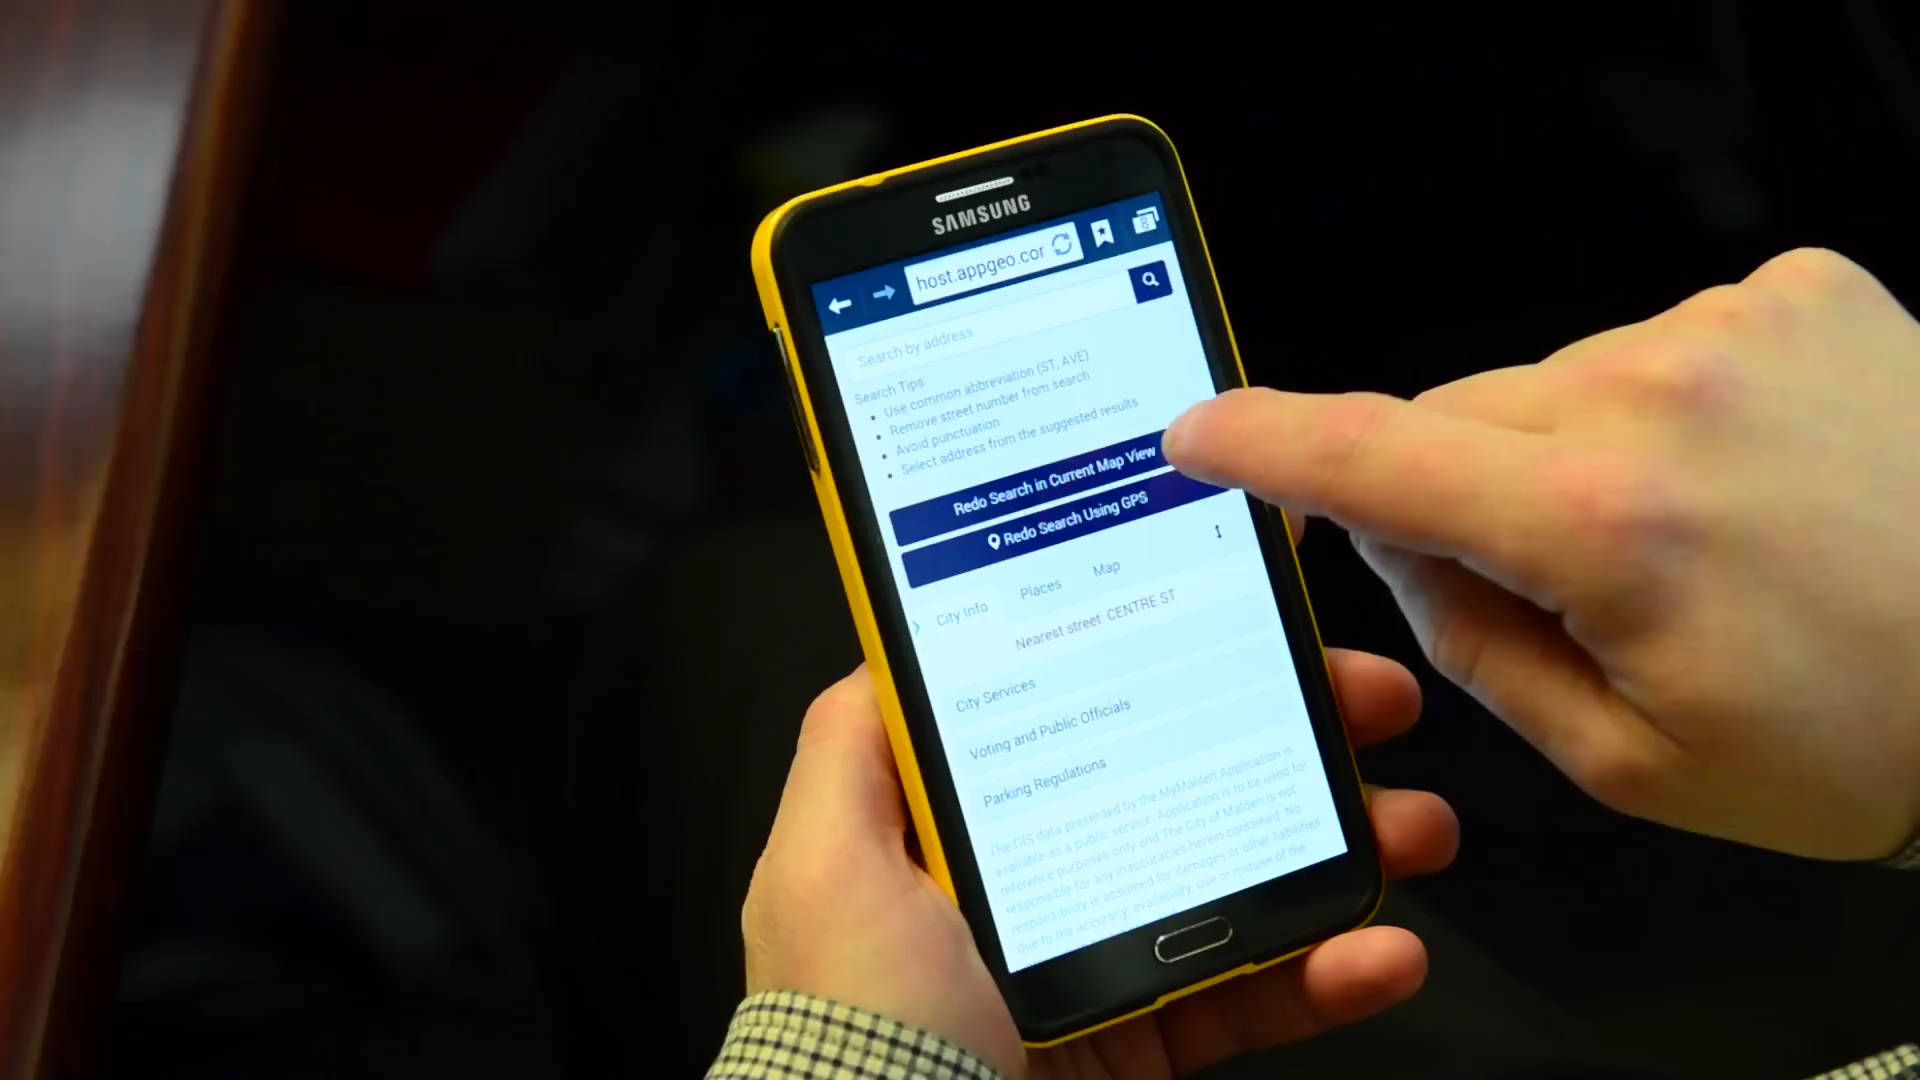 SAMSUNG
host.appgeo.cor
8
Search by address
Search Tips:
Use common abbreviation (ST, AVE)
Remove street number from search
Avoid punctuation
Select address from the suggested results
Redo Search in Current Map View
Redo Search Using GPS
City Info Places Map
Nearest street: CENTRE ST
City Services
Voting and Public Officials
Parking Regulations
The GIS data presented by the MyMalden Application is
available as a public service. Application is to be used for
reference purposes only and The City of Malden is not
responsible for any inaccuracies herein contained. No
responsibility is assumed for damages or other liabilities
due to the accuracy, availability, use or misuse of the